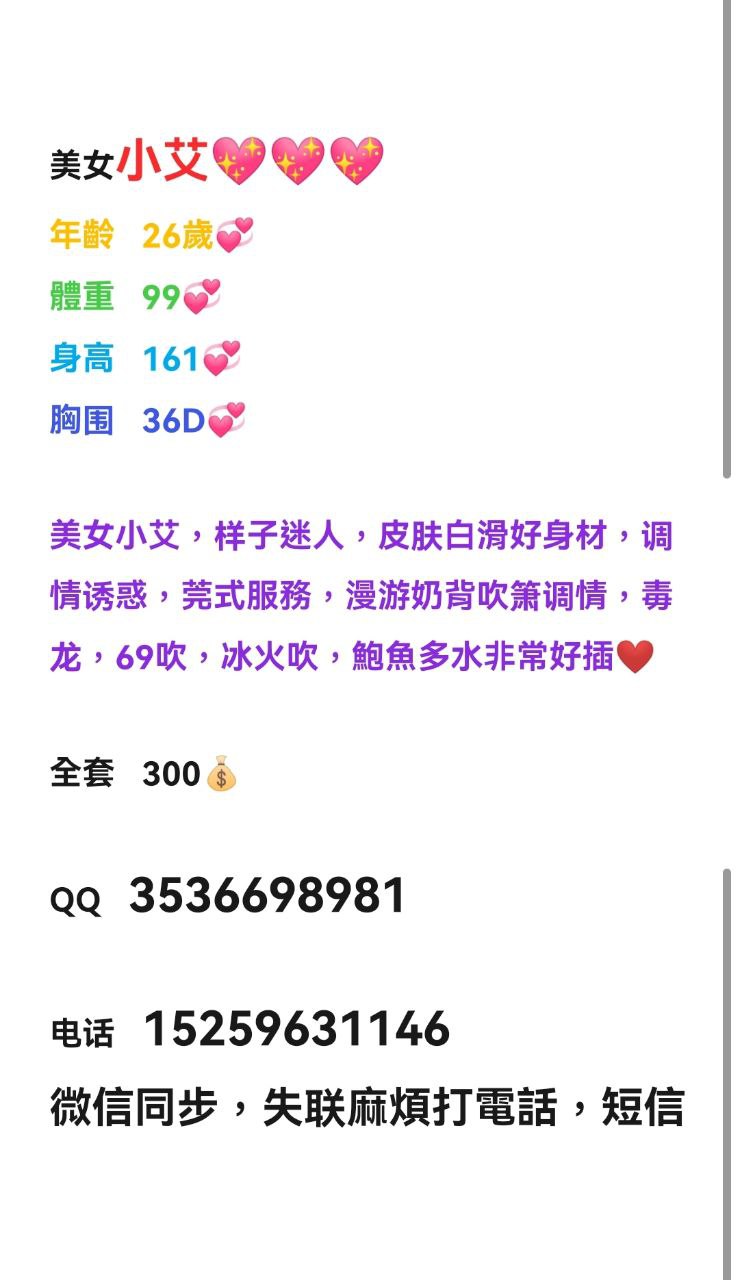 美女小艾💖💖💖
年齡 26歲💞
體重 99💞
身高 161💞
胸围 36D💞
美女小艾，样子迷人，皮肤白滑好身材，调
情诱惑，莞式服務，漫游奶背吹箫调情，毒
龙，69吹，冰火吹，鮑魚多水非常好插❤️
全套 300💰
QQ 3536698981
电话 15259631146
微信同步，失联麻煩打電話，短信